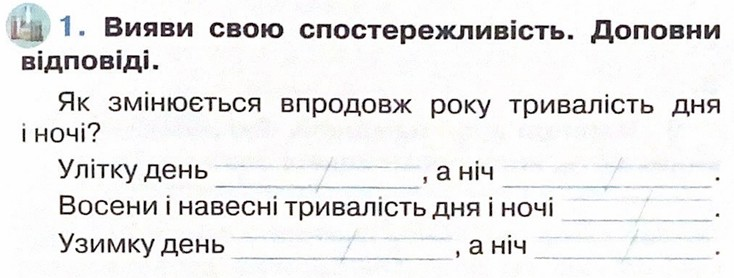 1. Вияви свою спостережливість. Доповни
відповіді.
Як змінюється впродовж року тривалість дня
і ночі?
Улітку день ____________, а ніч ____________.
Восени і навесні тривалість дня і ночі _________.
Узимку день ____________, а ніч ____________.